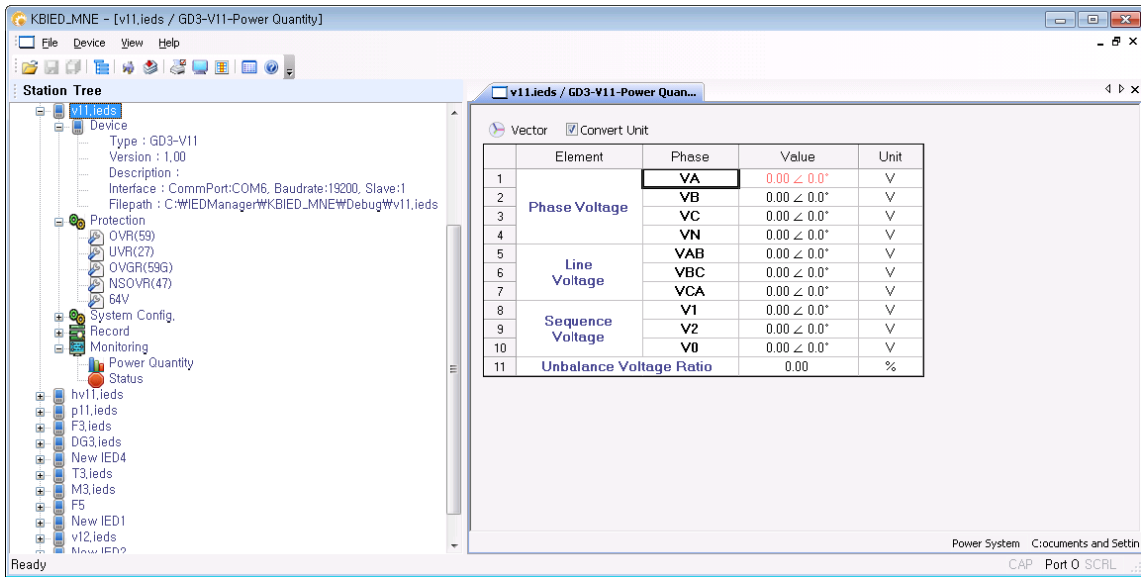 KBIED_MNE - [v11.ieds / GD3-V11-Power Quantity]
File Device View Help
Station Tree
v11.ieds / GD3-V11-Power Quan...
v11,ieds
Device
Type : GD3-V11
Version : 1,00
Description :
Interface : CommPort:COM6, Baudrate:19200, Slave:1
Filepath : C:₩IEDManager₩KBIED_MNE₩Debug₩v11,ieds
Protection
OVR(59)
UVR(27)
OVGR(59G)
NSOVR(47)
64V
System Config,
Record
Monitoring
Power Quantity
Status
hv11,ieds
p11,ieds
F3,ieds
DG3,ieds
New IED4
T3,ieds
M3,ieds
F5
New IED1
v12,ieds
New IED2
Vector Convert Unit
Element Phase Value Unit
1 Phase Voltage VA 0.00 ∠ 0.0° V
2 VB 0.00 ∠ 0.0° V
3 VC 0.00 ∠ 0.0° V
4 VN 0.00 ∠ 0.0° V
5 Line Voltage VAB 0.00 ∠ 0.0° V
6 VBC 0.00 ∠ 0.0° V
7 VCA 0.00 ∠ 0.0° V
8 Sequence Voltage V1 0.00 ∠ 0.0° V
9 V2 0.00 ∠ 0.0° V
10 V0 0.00 ∠ 0.0° V
11 Unbalance Voltage Ratio 0.00 %
Power System C:ocuments and Settin
Ready CAP Port O SCRL